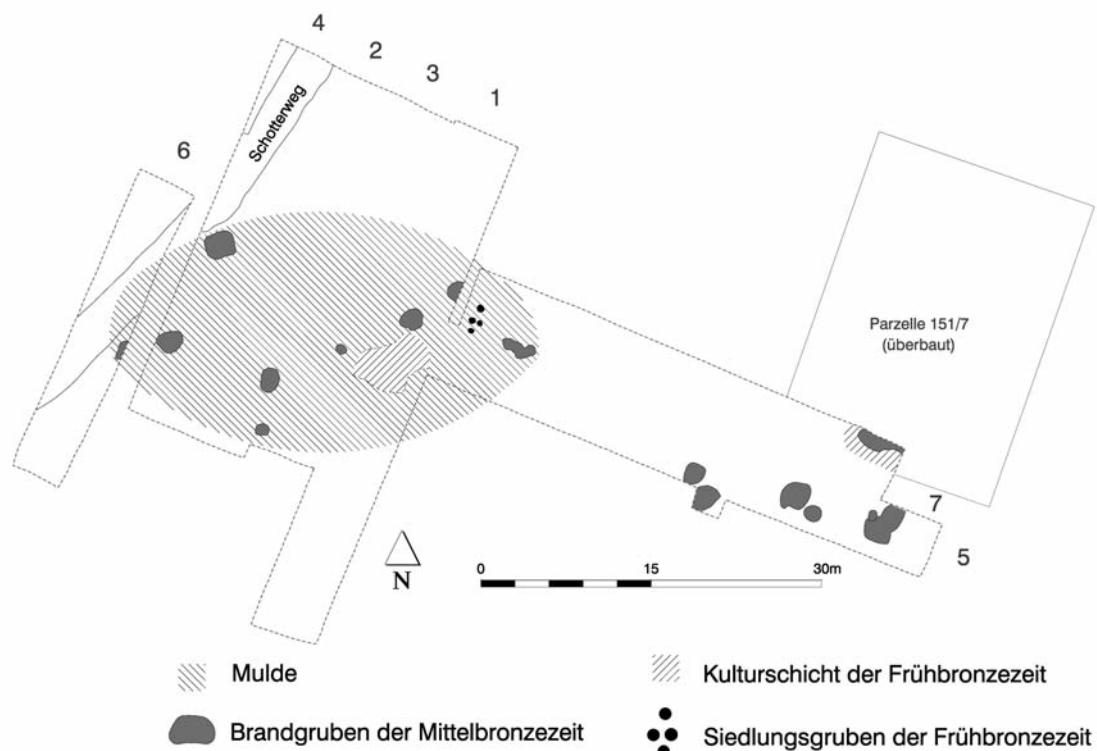 4
2
3
1
6
Schotterweg
Parzelle 151/7
(überbaut)
7
5
N
0
15
30m
Mulde
Kulturschicht der Frühbronzezeit
Brandgruben der Mittelbronzezeit
Siedlungsgruben der Frühbronzezeit